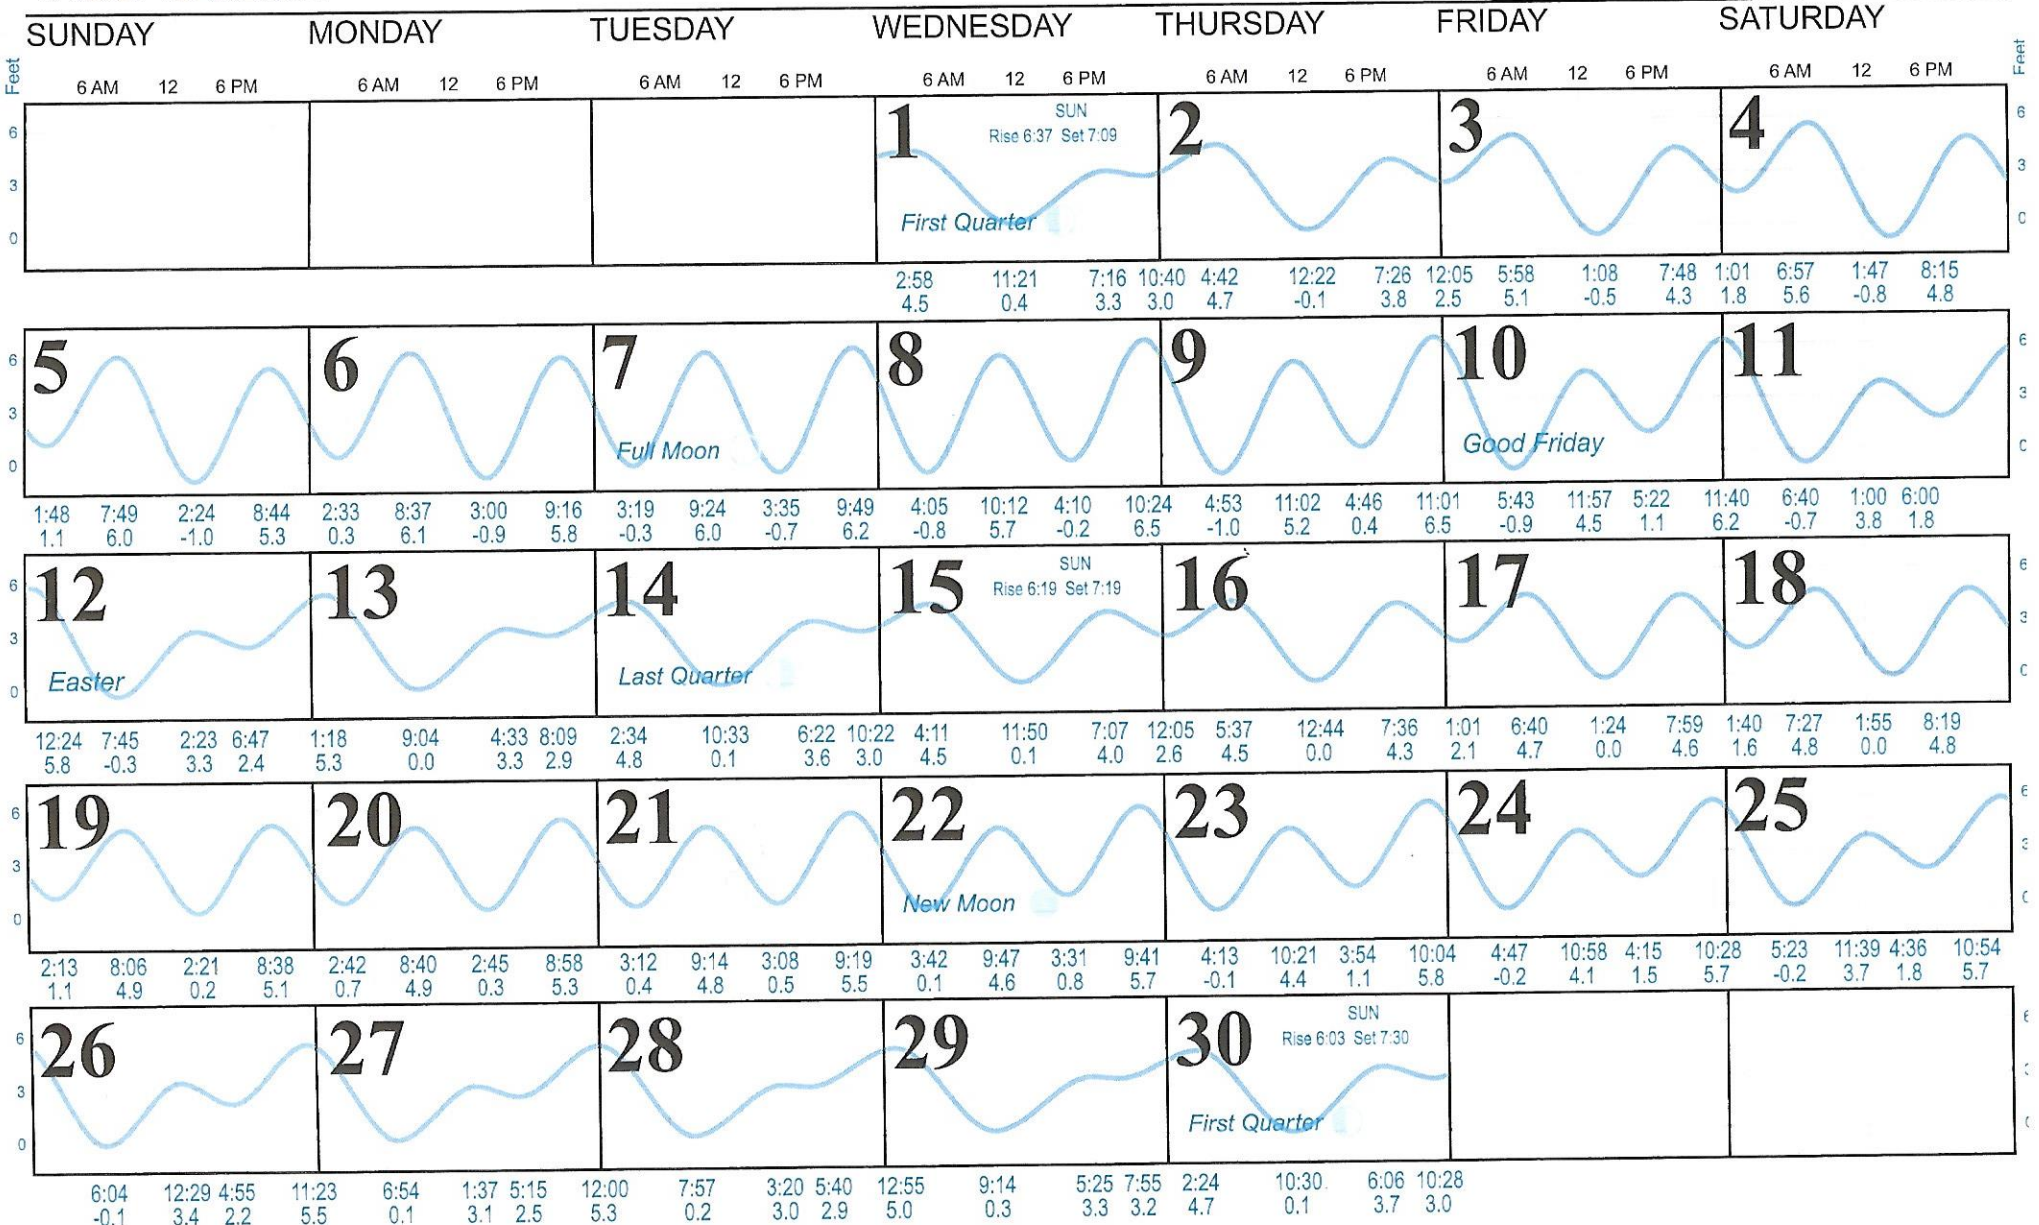 SUNDAY MONDAY TUESDAY WEDNESDAY THURSDAY FRIDAY SATURDAY
Feet 6 AM 12 6 PM 6 AM 12 6 PM 6 AM 12 6 PM 6 AM 12 6 PM 6 AM 12 6 PM 6 AM 12 6 PM 6 AM 12 6 PM Feet
1 SUN 2 3 4
Rise 6:37 Set 7:09
6 6
3 3
First Quarter
0 0
2:58 11:21 7:16 10:40 4:42 12:22 7:26 12:05 5:58 1:08 7:48 1:01 6:57 1:47 8:15
4.5 0.4 3.3 3.0 4.7 -0.1 3.8 2.5 5.1 -0.5 4.3 1.8 5.6 -0.8 4.8
5 6 7 8 9 10 11
6 6
3 3
Full Moon Good Friday
0 0
1:48 7:49 2:24 8:44 2:33 8:37 3:00 9:16 3:19 9:24 3:35 9:49 4:05 10:12 4:10 10:24 4:53 11:02 4:46 11:01 5:43 11:57 5:22 11:40 6:40 1:00 6:00
1.1 6.0 -1.0 5.3 0.3 6.1 -0.9 5.8 -0.3 6.0 -0.7 6.2 -0.8 5.7 -0.2 6.5 -1.0 5.2 0.4 6.5 -0.9 4.5 1.1 6.2 -0.7 3.8 1.8
12 13 14 15 SUN 16 17 18
Rise 6:19 Set 7:19
6 6
3 3
Easter Last Quarter
0 0
12:24 7:45 2:23 6:47 1:18 9:04 4:33 8:09 2:34 10:33 6:22 10:22 4:11 11:50 7:07 12:05 5:37 12:44 7:36 1:01 6:40 1:24 7:59 1:40 7:27 1:55 8:19
5.8 -0.3 3.3 2.4 5.3 0.0 3.3 2.9 4.8 0.1 3.6 3.0 4.5 0.1 4.0 2.6 4.5 0.0 4.3 2.1 4.7 0.0 4.6 1.6 4.8 0.0 4.8
19 20 21 22 23 24 25
6 6
3 3
New Moon
0 0
2:13 8:06 2:21 8:38 2:42 8:40 2:45 8:58 3:12 9:14 3:08 9:19 3:42 9:47 3:31 9:41 4:13 10:21 3:54 10:04 4:47 10:58 4:15 10:28 5:23 11:39 4:36 10:54
1.1 4.9 0.2 5.1 0.7 4.9 0.3 5.3 0.4 4.8 0.5 5.5 0.1 4.6 0.8 5.7 -0.1 4.4 1.1 5.8 -0.2 4.1 1.5 5.7 -0.2 3.7 1.8 5.7
26 27 28 29 30 SUN
Rise 6:03 Set 7:30
6 6
3 3
First Quarter
0 0
6:04 12:29 4:55 11:23 6:54 1:37 5:15 12:00 7:57 3:20 5:40 12:55 9:14 5:25 7:55 2:24 10:30 6:06 10:28
-0.1 3.4 2.2 5.5 0.1 3.1 2.5 5.3 0.2 3.0 2.9 5.0 0.3 3.3 3.2 4.7 0.1 3.7 3.0